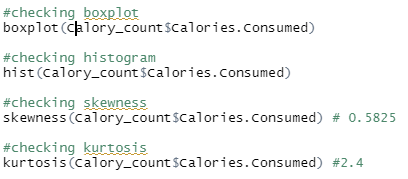 #checking boxplot
boxplot(Calory_count$Calories.Consumed)
#checking histogram
hist(Calory_count$Calories.Consumed)
#checking skewness
skewness(Calory_count$Calories.Consumed) # 0.5825
#checking kurtosis
kurtosis(Calory_count$Calories.Consumed) #2.4